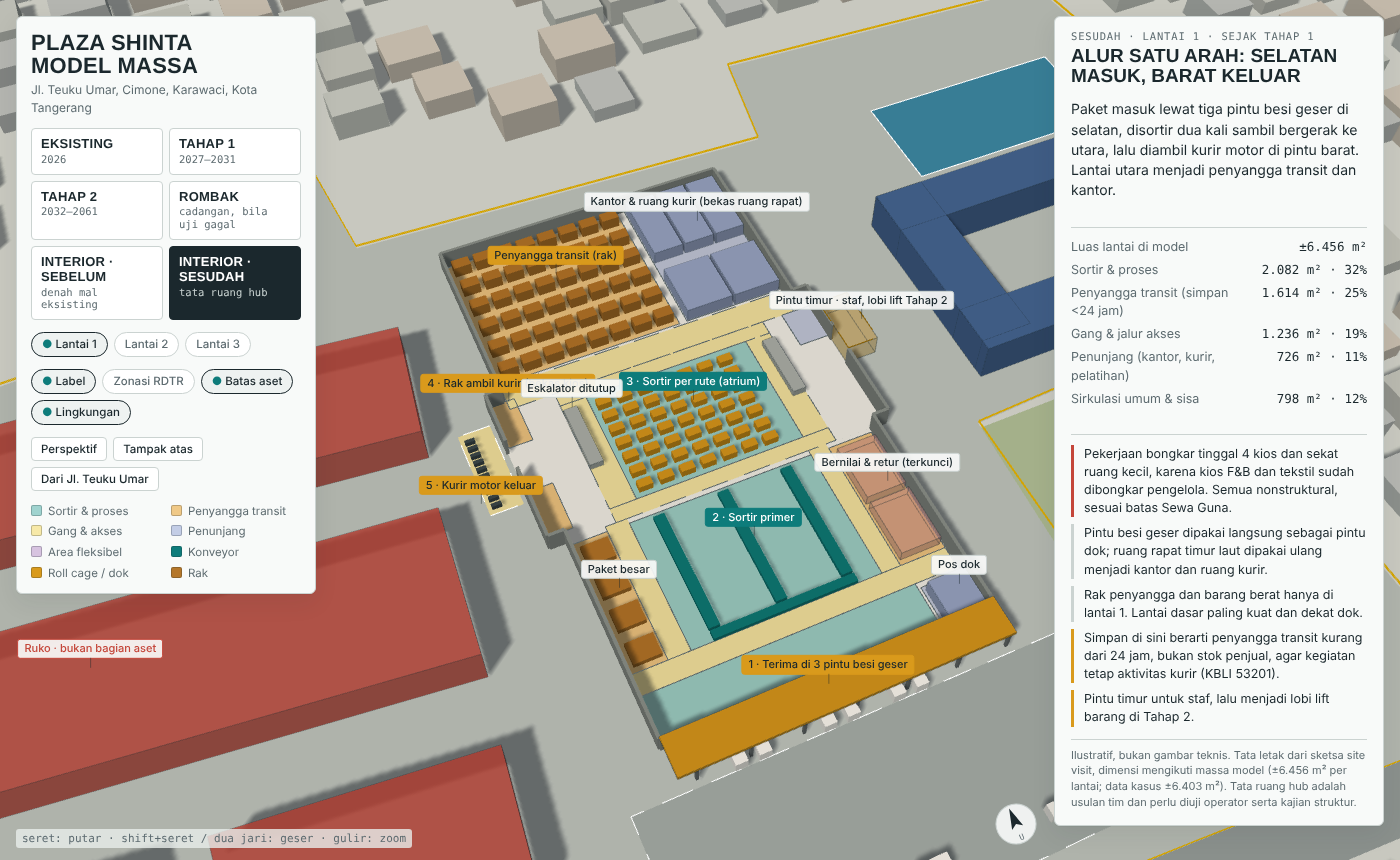 PLAZA SHINTA
MODEL MASSA
Jl. Teuku Umar, Cimone, Karawaci, Kota
Tangerang
EKSISTING
2026
TAHAP 1
2027–2031
TAHAP 2
2032–2061
ROMBAK
cadangan, bila
uji gagal
INTERIOR ·
SEBELUM
denah mal
eksisting
INTERIOR ·
SESUDAH
tata ruang hub
Lantai 1
Lantai 2
Lantai 3
Label
Zonasi RDTR
Batas aset
Lingkungan
Perspektif
Tampak atas
Dari Jl. Teuku Umar
Sortir & proses
Penyangga transit
Gang & akses
Penunjang
Area fleksibel
Konveyor
Roll cage / dok
Rak
Kantor & ruang kurir (bekas ruang rapat)
Penyangga transit (rak)
Pintu timur · staf, lobi lift Tahap 2
4 · Rak ambil kurir
Eskalator ditutup
3 · Sortir per rute (atrium)
Bernilai & retur (terkunci)
5 · Kurir motor keluar
2 · Sortir primer
Paket besar
Pos dok
Ruko · bukan bagian aset
1 · Terima di 3 pintu besi geser
seret: putar · shift+seret / dua jari: geser · gulir: zoom
U
SESUDAH · LANTAI 1 · SEJAK TAHAP 1
ALUR SATU ARAH: SELATAN
MASUK, BARAT KELUAR
Paket masuk lewat tiga pintu besi geser di
selatan, disortir dua kali sambil bergerak ke
utara, lalu diambil kurir motor di pintu barat.
Lantai utara menjadi penyangga transit dan
kantor.
Luas lantai di model ±6.456 m²
Sortir & proses 2.082 m² · 32%
Penyangga transit (simpan 1.614 m² · 25%
<24 jam)
Gang & jalur akses 1.236 m² · 19%
Penunjang (kantor, kurir, 726 m² · 11%
pelatihan)
Sirkulasi umum & sisa 798 m² · 12%
Pekerjaan bongkar tinggal 4 kios dan sekat
ruang kecil, karena kios F&B dan tekstil sudah
dibongkar pengelola. Semua nonstruktural,
sesuai batas Sewa Guna.
Pintu besi geser dipakai langsung sebagai pintu
dok; ruang rapat timur laut dipakai ulang
menjadi kantor dan ruang kurir.
Rak penyangga dan barang berat hanya di
lantai 1. Lantai dasar paling kuat dan dekat dok.
Simpan di sini berarti penyangga transit kurang
dari 24 jam, bukan stok penjual, agar kegiatan
tetap aktivitas kurir (KBLI 53201).
Pintu timur untuk staf, lalu menjadi lobi lift
barang di Tahap 2.
Ilustratif, bukan gambar teknis. Tata letak dari sketsa site
visit, dimensi mengikuti massa model (±6.456 m² per
lantai; data kasus ±6.403 m²). Tata ruang hub adalah
usulan tim dan perlu diuji operator serta kajian struktur.